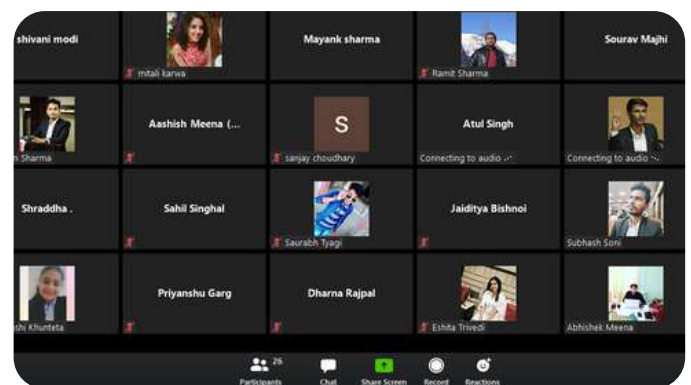 shivani modi
mitali karwa
Mayank sharma
Ramit Sharma
Sourav Majhi
n Sharma
Aashish Meena (...
S
sanjay choudhary
Atul Singh
Connecting to audio
Connecting to audio
Shraddha .
Sahil Singhal
Saurabh Tyagi
Jaiditya Bishnoi
Subhash Soni
shi Khunteta
Priyanshu Garg
Dharna Rajpal
Eshita Trivedi
Abhishek Meena
26
Participants
Chat
Share Screen
Record
Reactions